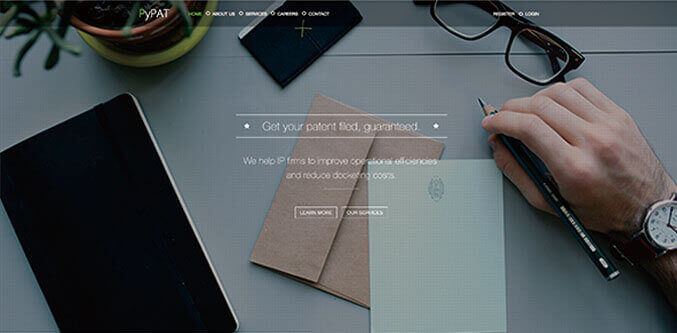 PyPAT
HOME ABOUT US SERVICES CAREERS CONTACT REGISTER LOGIN
Get your patent filed, guaranteed.
We help IP firms to improve operational efficiencies
and reduce docketing costs.
LEARN MORE OUR SERVICES